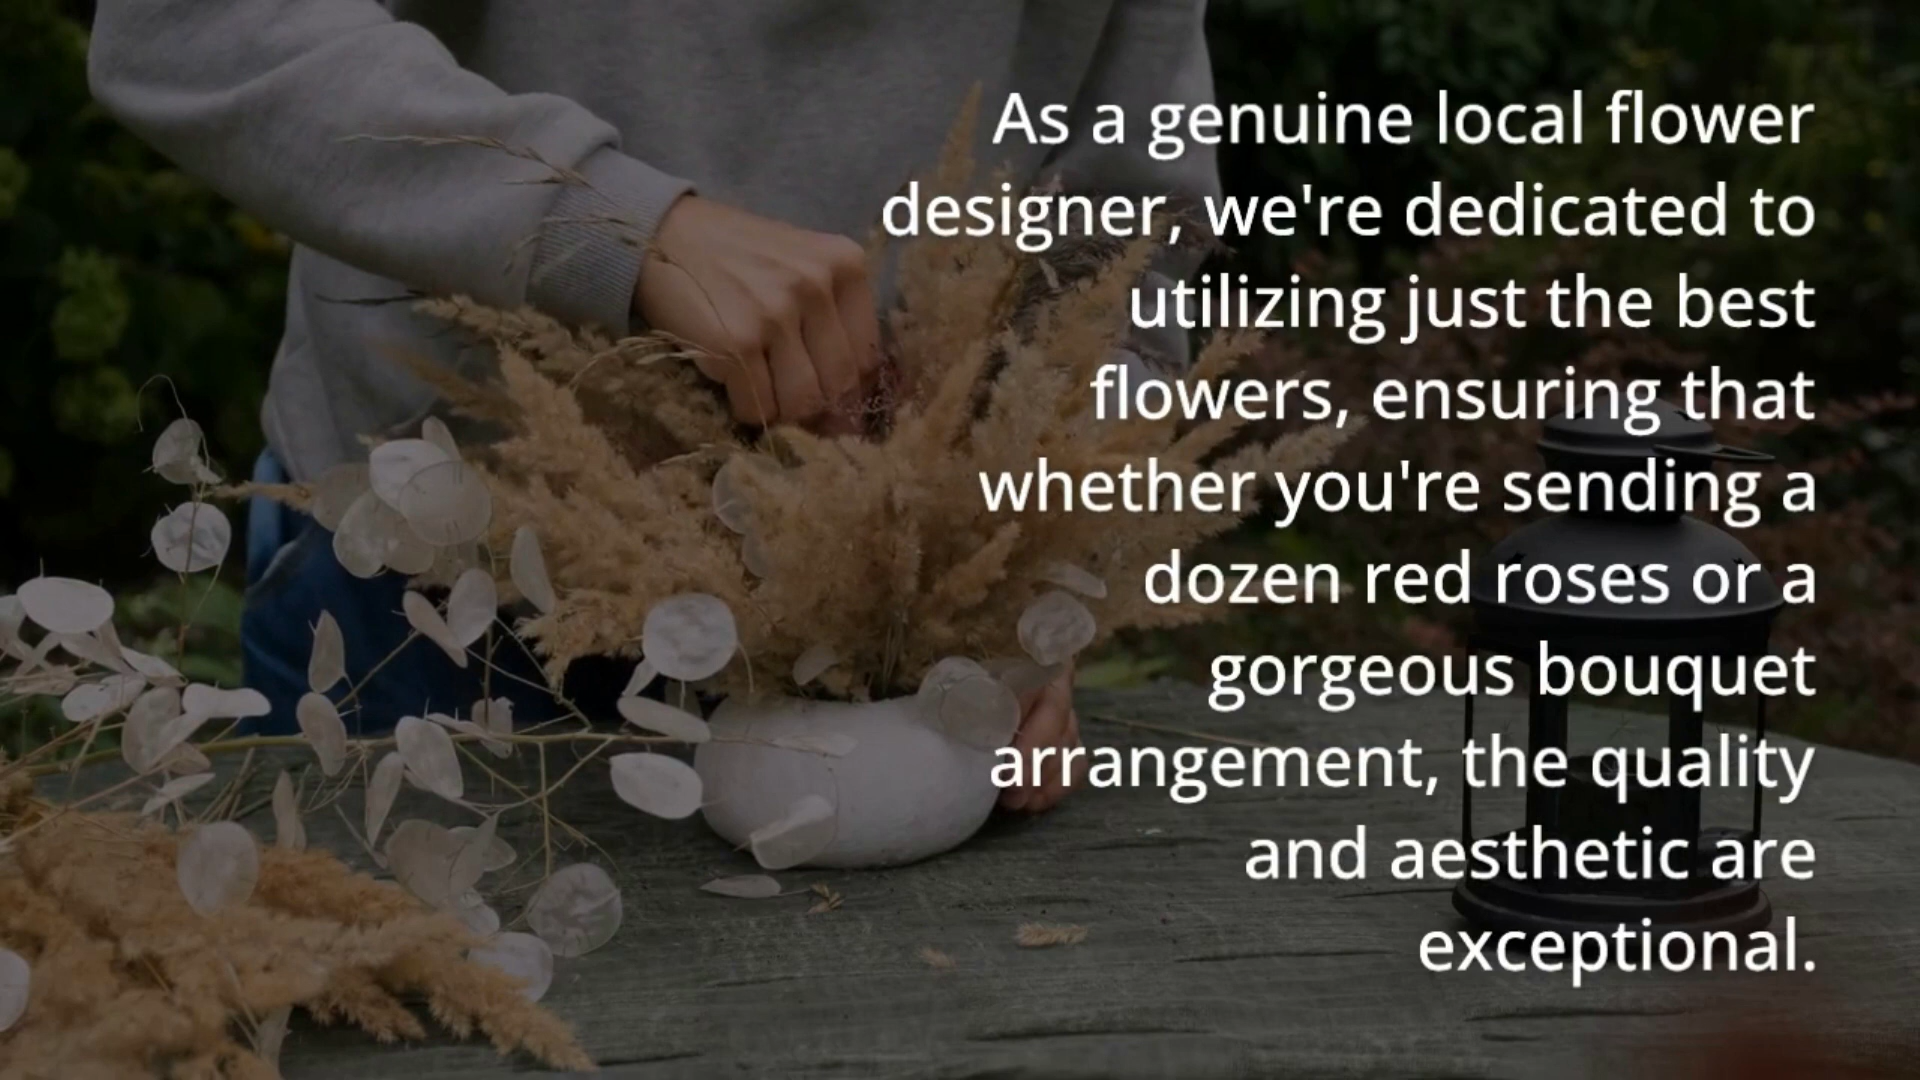 As a genuine local flower
designer, we're dedicated to
utilizing just the best
flowers, ensuring that
whether you're sending a
dozen red roses or a
gorgeous bouquet
arrangement, the quality
and aesthetic are
exceptional.